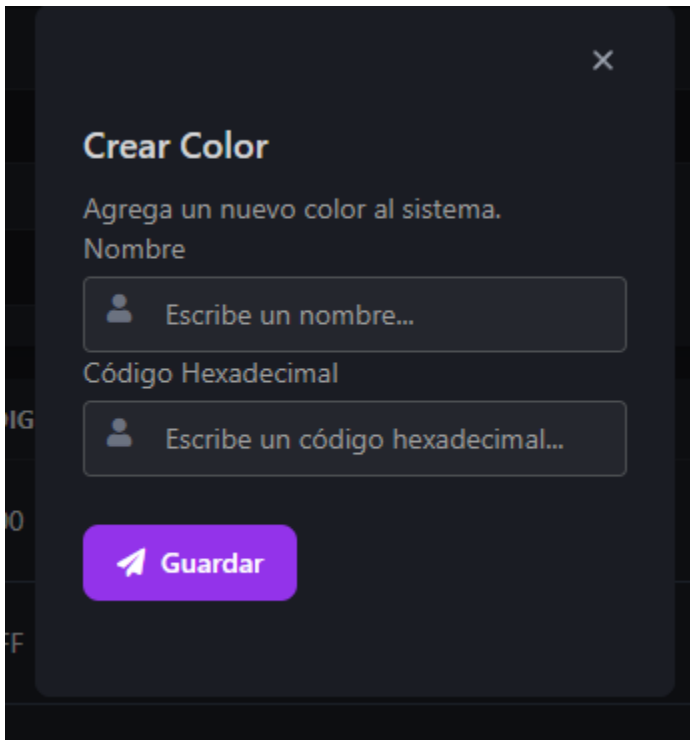 Crear Color
Agrega un nuevo color al sistema.
Nombre
Escribe un nombre...
Código Hexadecimal
Escribe un código hexadecimal...
Guardar